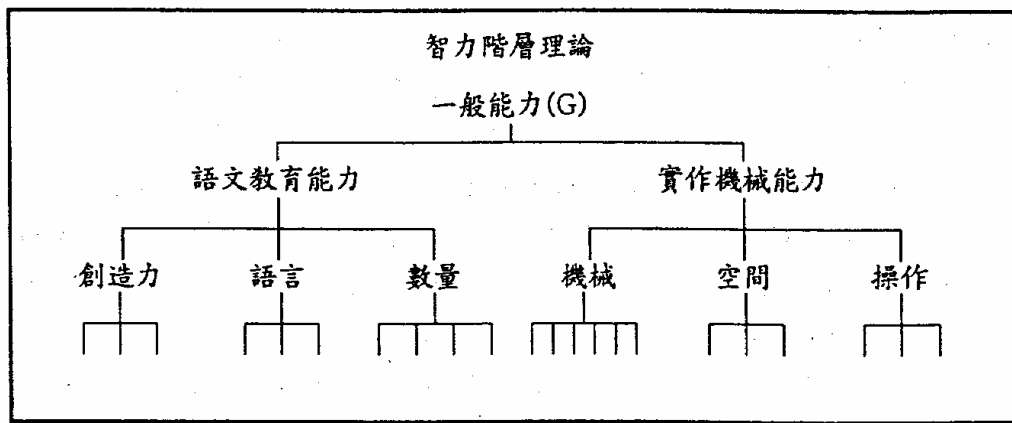 智力階層理論
一般能力(G)
語文教育能力 實作機械能力
創造力 語言 數量 機械 空間 操作